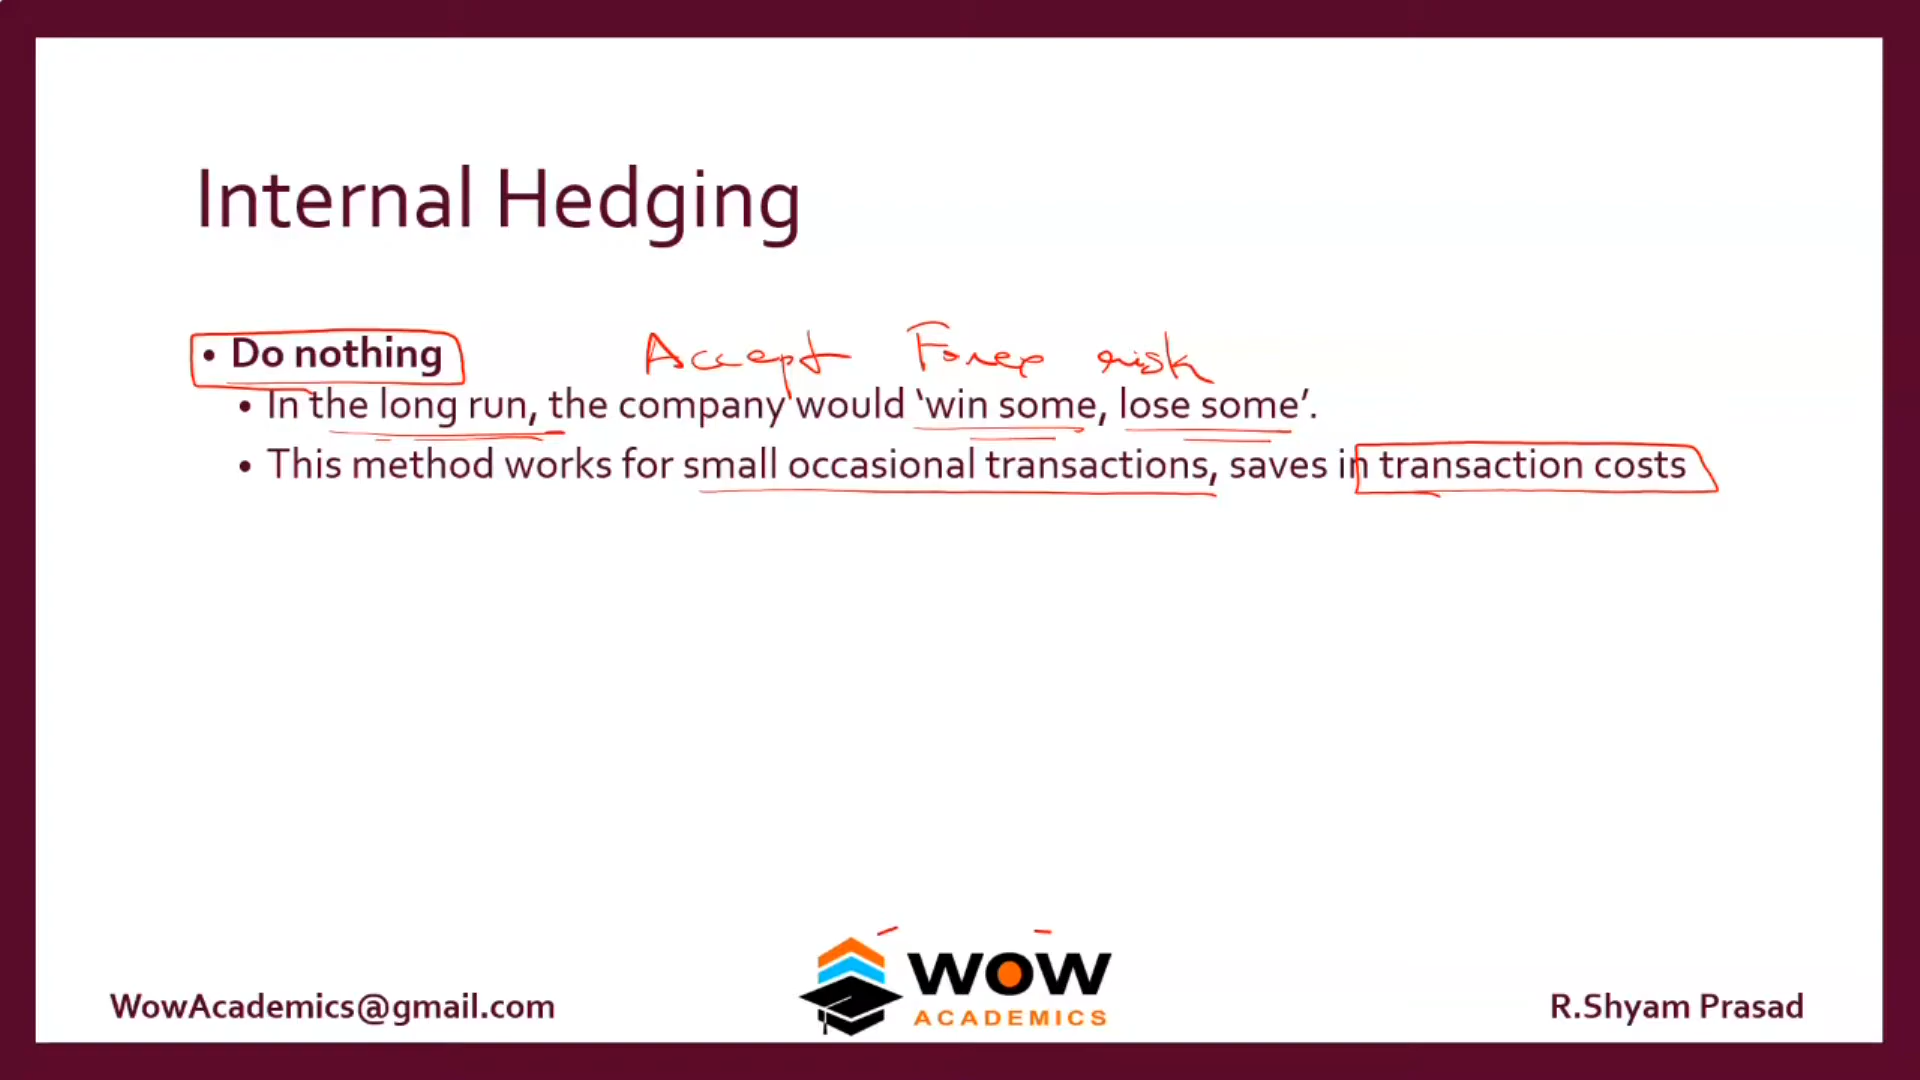 Internal Hedging
• Do nothing Accept Forex risk
• In the long run, the company would ‘win some, lose some’.
• This method works for small occasional transactions, saves in transaction costs
WowAcademics@gmail.com
WOW
ACADEMICS
R.Shyam Prasad